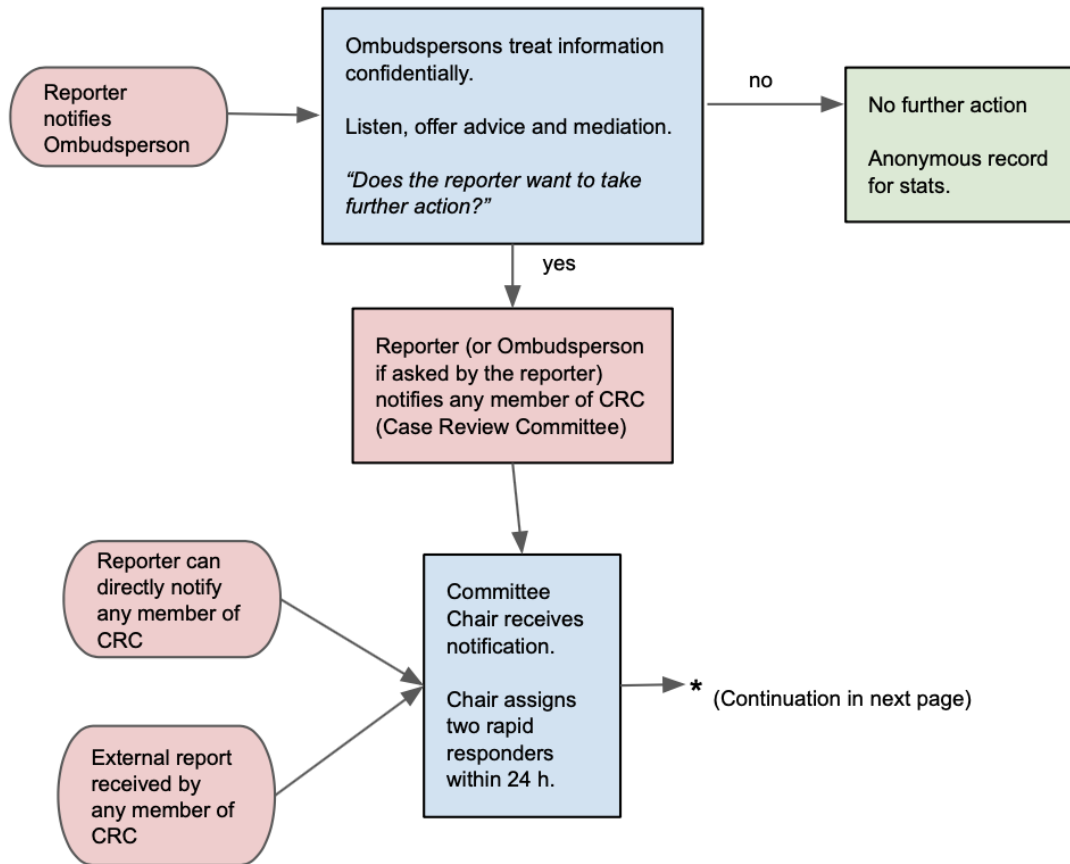 Reporter
notifies
Ombudsperson
Ombudspersons treat information
confidentially.
Listen, offer advice and mediation.
“Does the reporter want to take
further action?”
no
No further action
Anonymous record
for stats.
yes
Reporter (or Ombudsperson
if asked by the reporter)
notifies any member of CRC
(Case Review Committee)
Reporter can
directly notify
any member of
CRC
External report
received by
any member of
CRC
Committee
Chair receives
notification.
Chair assigns
two rapid
responders
within 24 h.
* (Continuation in next page)